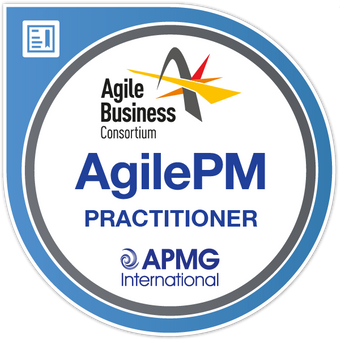 Agile
Business
Consortium
AgilePM
PRACTITIONER
APMG
International